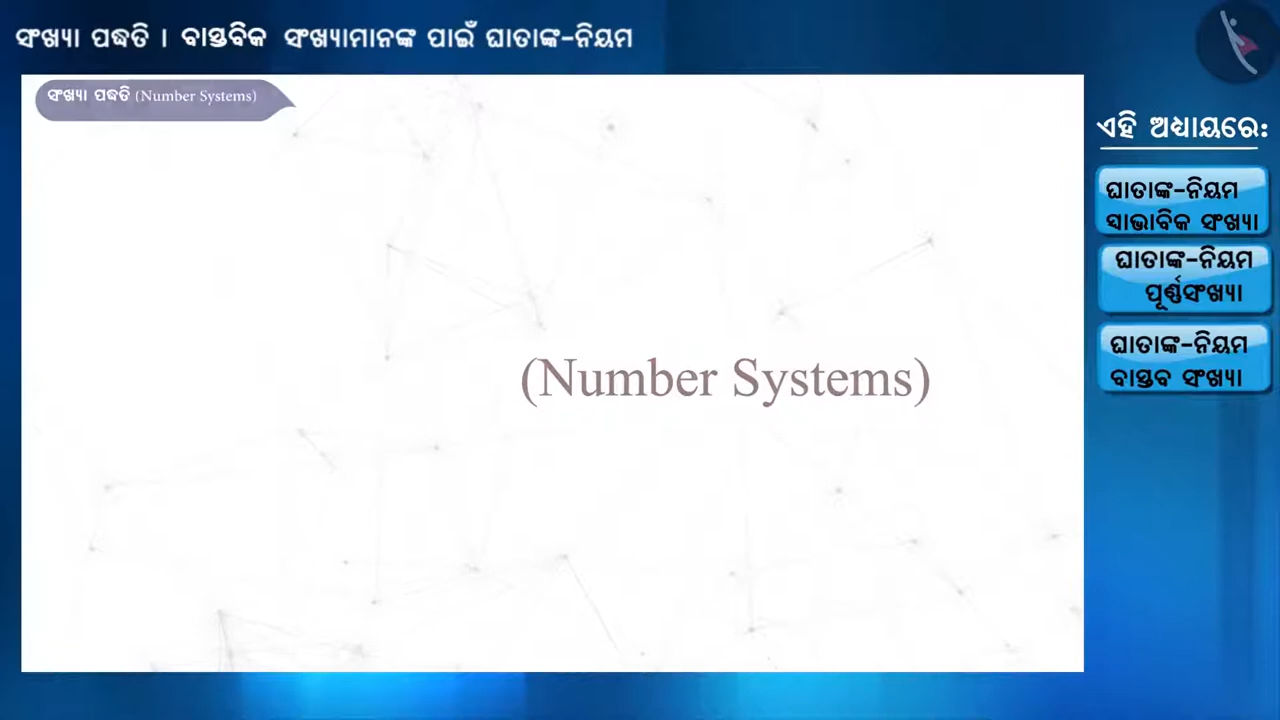 ସଂଖ୍ୟା ପଦ୍ଧତି । ବାସ୍ତବିକ ସଂଖ୍ୟାମାନଙ୍କ ପାଇଁ ଘାତାଙ୍କ-ନିୟମ
ସଂଖ୍ୟା ପଦ୍ଧତି (Number Systems)
(Number Systems)
ଏହି ଅଧ୍ୟାୟରେ:
ଘାତାଙ୍କ-ନିୟମ
ସ୍ୱାଭାବିକ ସଂଖ୍ୟା
ଘାତାଙ୍କ-ନିୟମ
ପୂର୍ଣ୍ଣସଂଖ୍ୟା
ଘାତାଙ୍କ-ନିୟମ
ବାସ୍ତବ ସଂଖ୍ୟା